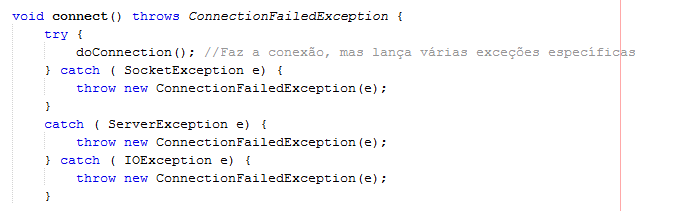 void connect() throws ConnectionFailedException {
try {
doConnection(); //Faz a conexão, mas lança várias exceções específicas
} catch ( SocketException e) {
throw new ConnectionFailedException(e);
}
catch ( ServerException e) {
throw new ConnectionFailedException(e);
} catch ( IOException e) {
throw new ConnectionFailedException(e);
}